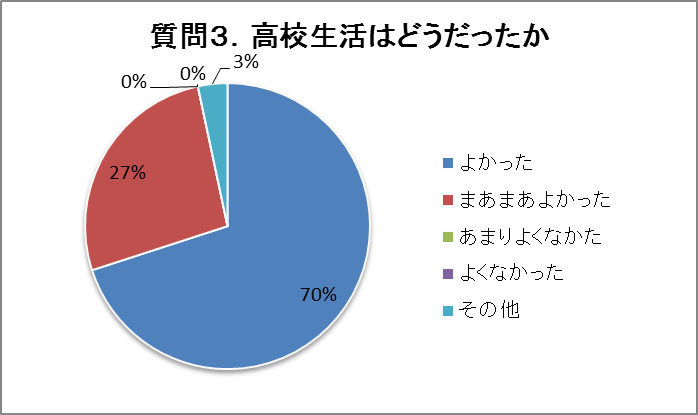 質問３．高校生活はどうだったか
0%
0%
3%
27%
70%
よかった
まあまあよかった
あまりよくなかた
よくなかった
その他